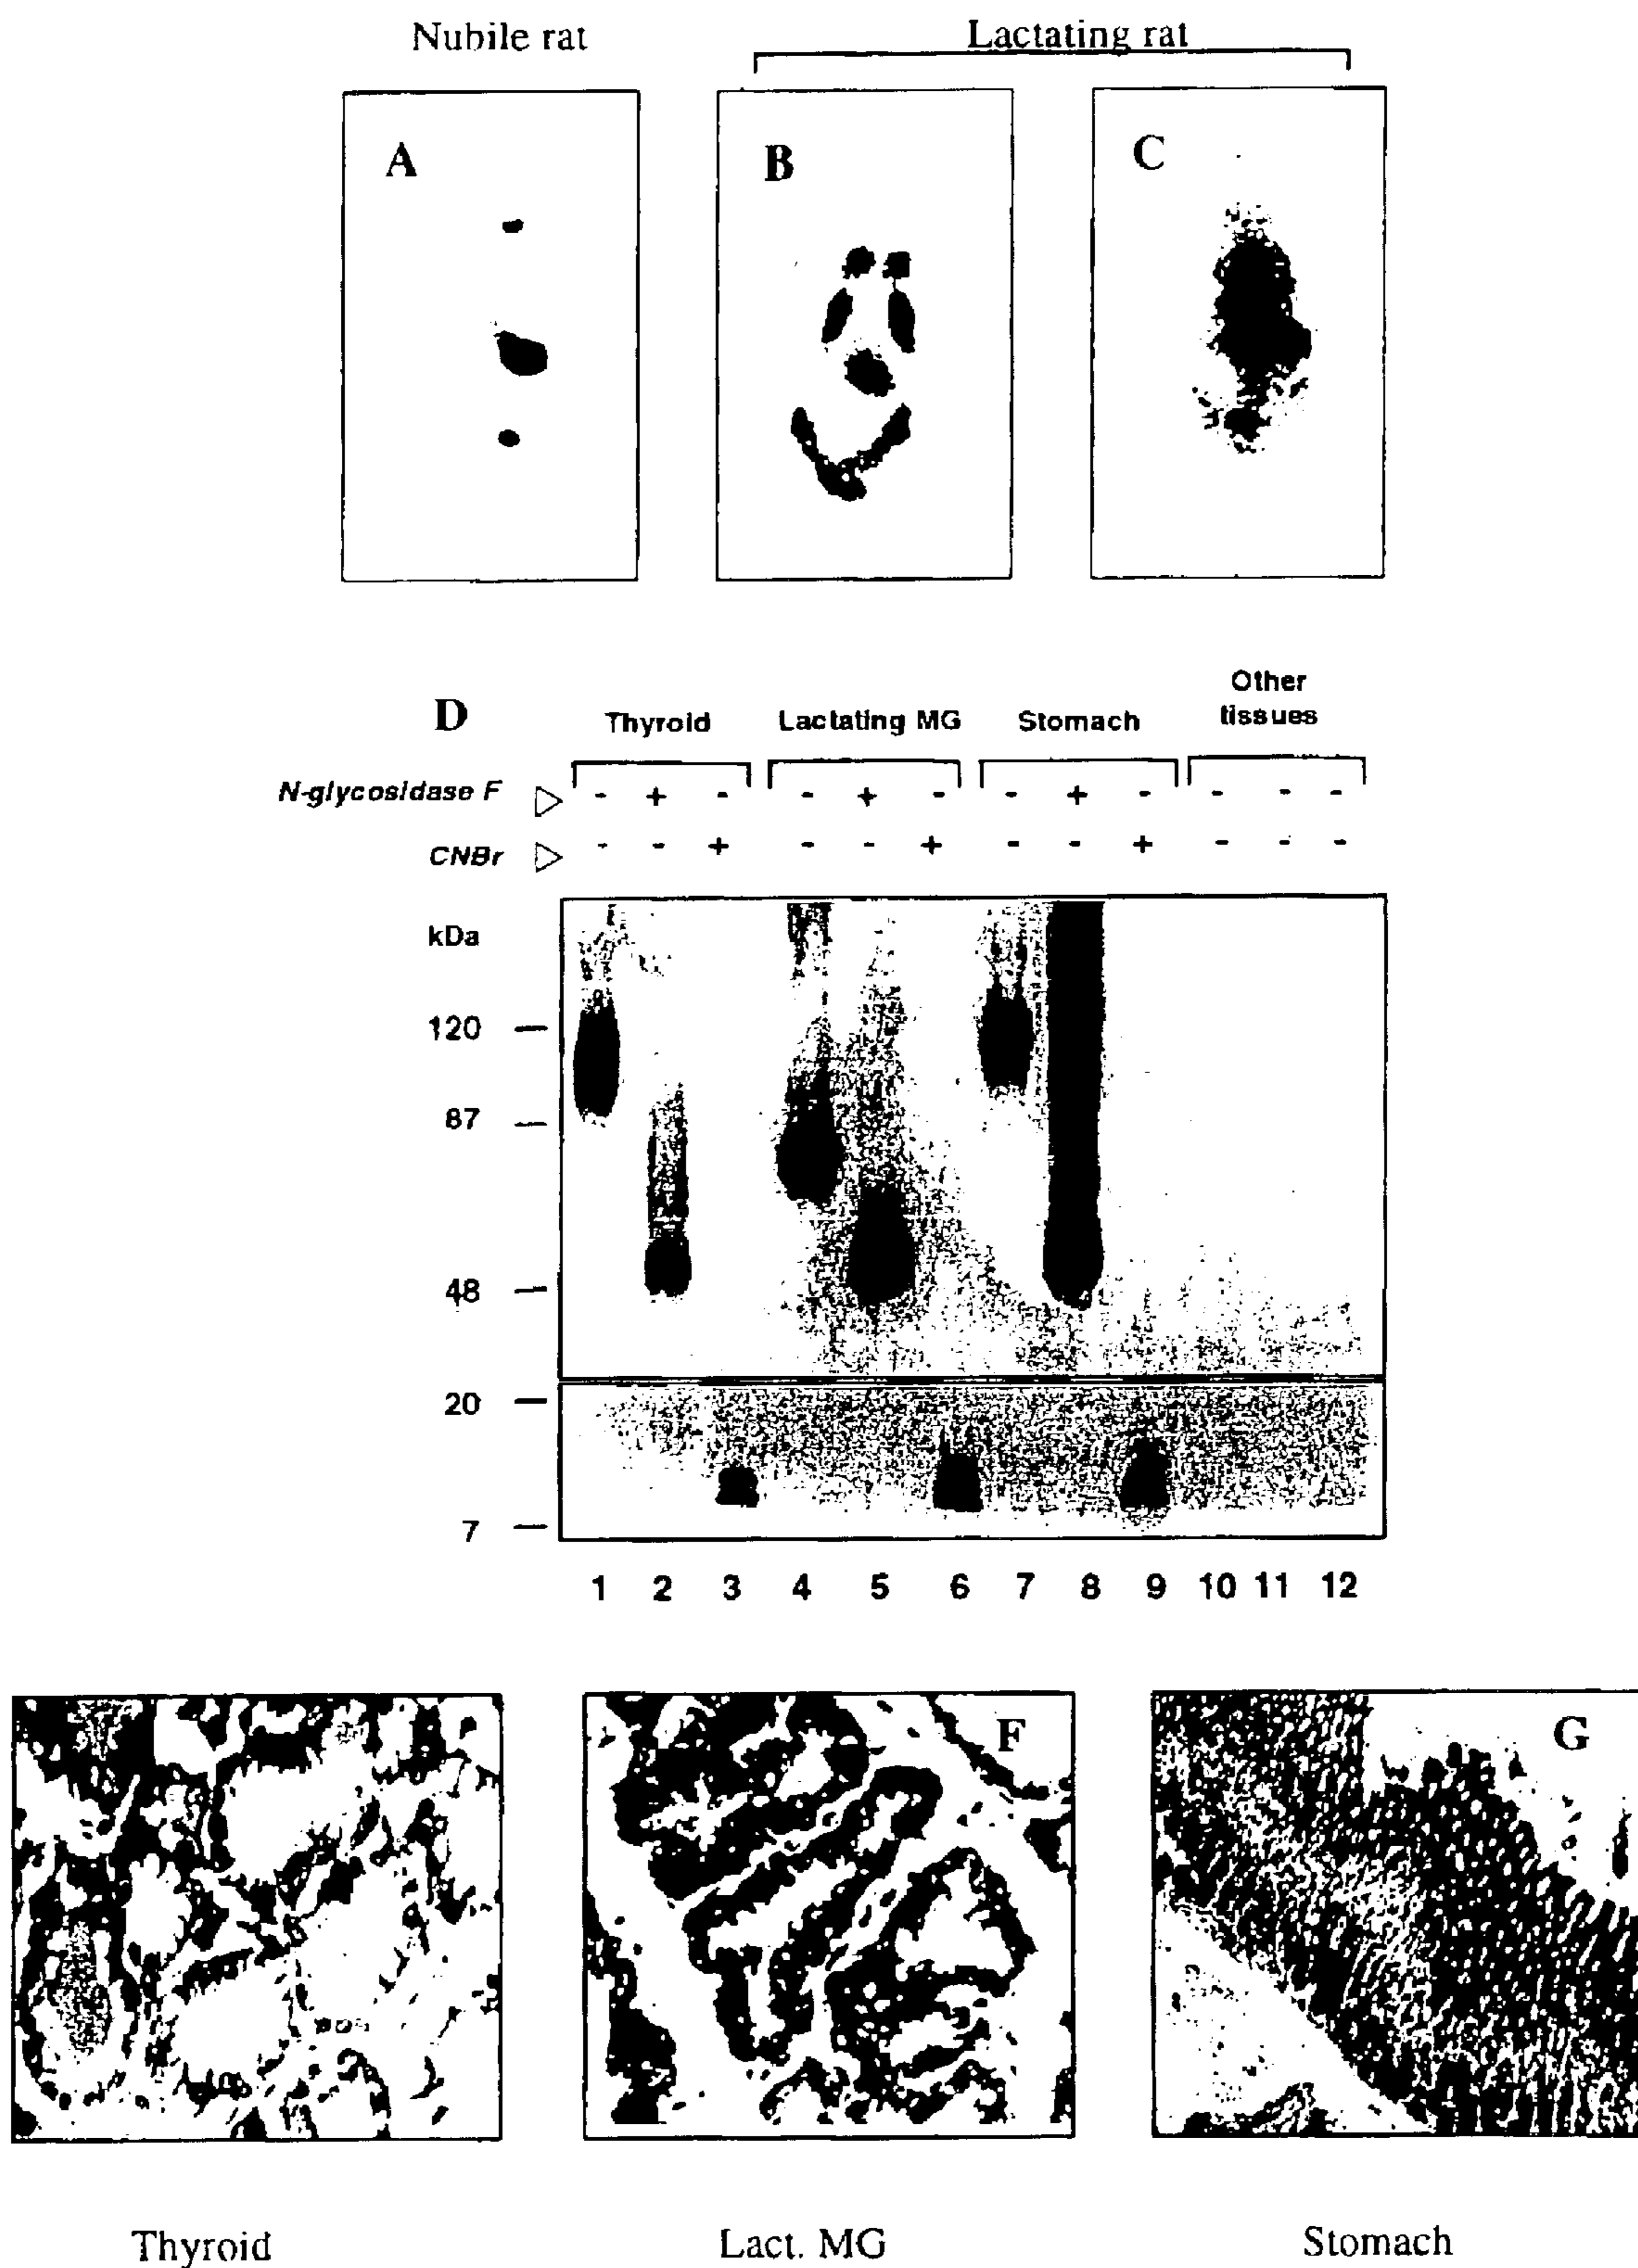 Nubile rat
Lactating rat
A
B
C
D
Thyroid
Lactating MG
Stomach
Other
tissues
N-glycosidase F ▷ - + - - + - - + - - - -
CNBr ▷ - - + - - + - - + - - -
kDa
120
87
48
20
7
1 2 3 4 5 6 7 8 9 10 11 12
F
G
Thyroid
Lact. MG
Stomach